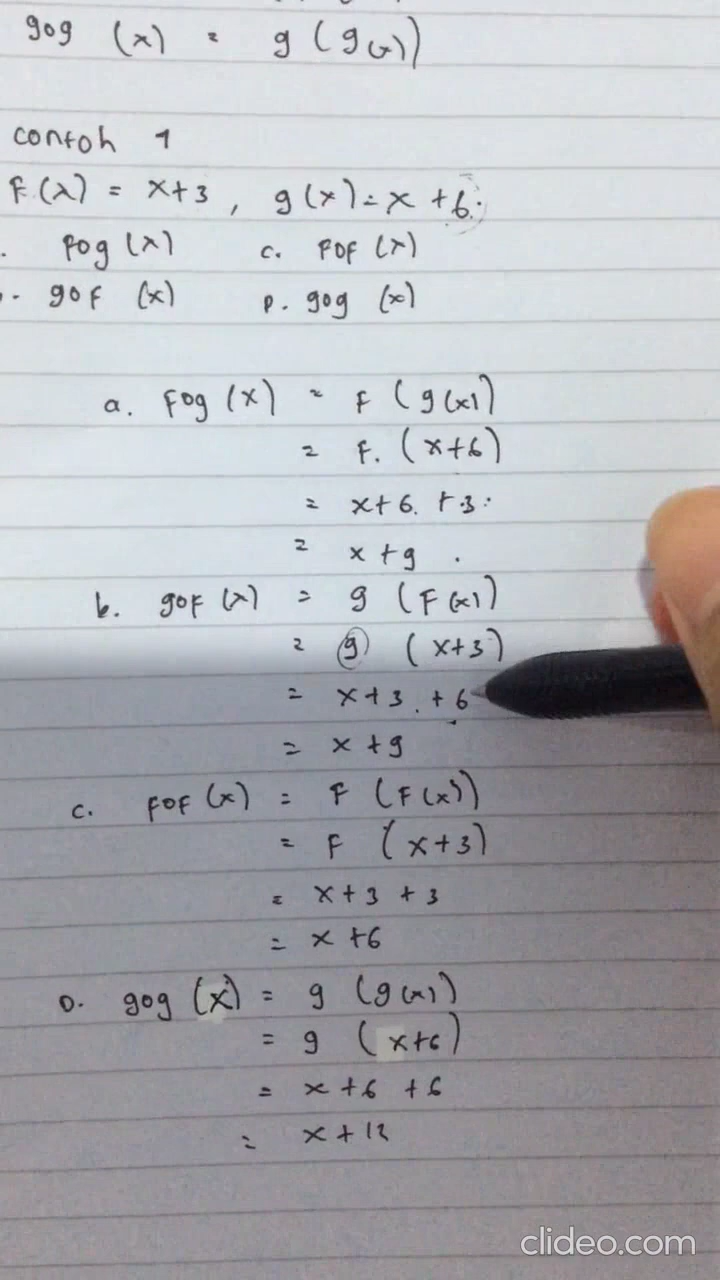 gog (x) = g (g(x))
contoh 1
F(x) = x+3, g(x) = x +6.
. Fog (x) c. FOF (x)
. gOF (x) D. gog (x)
a. Fog (x) = F (g(x))
= F. (x+6)
= x+6. +3.
= x +9.
b. gOF (x) = g (F(x))
= g (x+3)
= x+3. +6
= x +9
c. FOF (x) = F (F(x))
= F (x+3)
= x+3 +3
= x +6
D. gog (x) = g (g(x))
= g (x+6)
= x+6 +6
= x +12
clideo.com